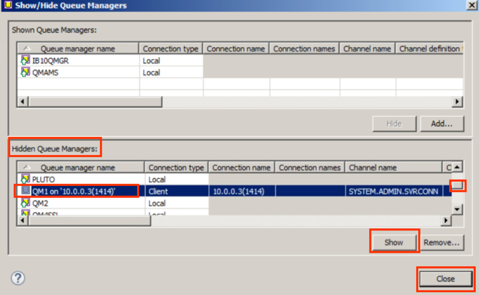 Show/Hide Queue Managers
Shown Queue Managers:
Queue manager name Connection type Connection name Connection names Channel name Channel definition
IB10QMGR Local
QMAMS Local
Hide Add...
Hidden Queue Managers:
Queue manager name Connection type Connection name Connection names Channel name C
PLUTO Local
QM1 on '10.0.0.3(1414)' Client 10.0.0.3(1414) SYSTEM.ADMIN.SVRCONN
QM2 Local
Local
Show Remove...
? Close